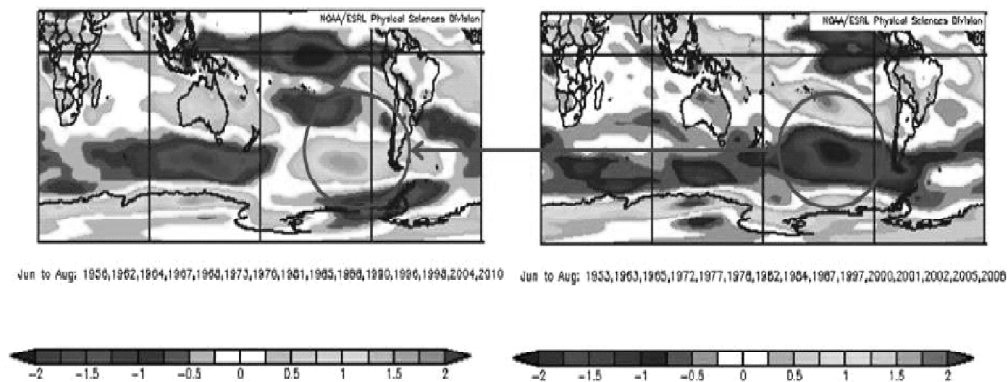 NOAA/ESRL Physical Sciences Division
NOAA/ESRL Physical Sciences Division
Jun to Aug: 1956,1962,1964,1967,1968,1973,1976,1981,1985,1986,1990,1996,1998,2004,2010
Jun to Aug: 1953,1963,1965,1972,1977,1978,1982,1984,1987,1997,2000,2001,2002,2005,2006
-2 -1.5 -1 -0.5 0 0.5 1 1.5 2
-2 -1.5 -1 -0.5 0 0.5 1 1.5 2